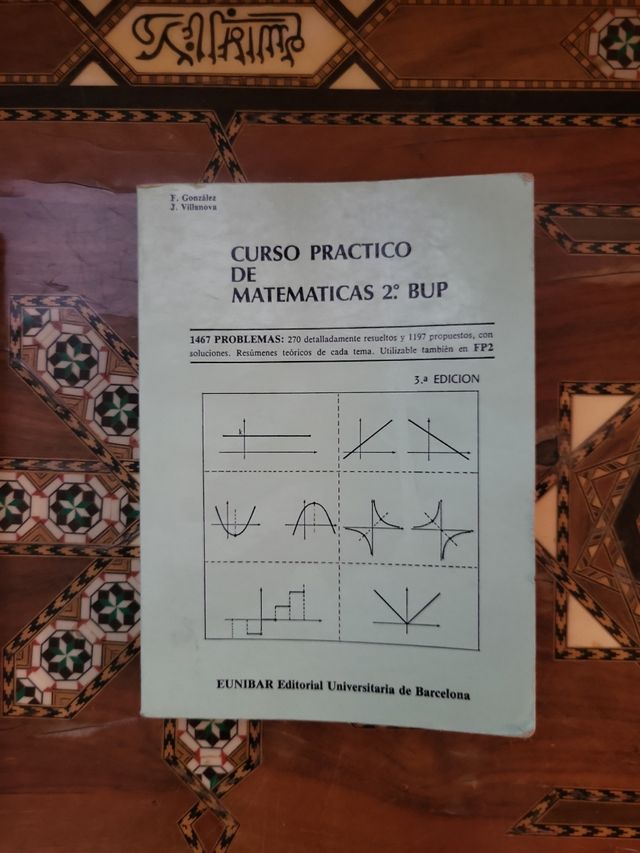 F. González
J. Villanova
CURSO PRACTICO
DE
MATEMATICAS 2.º BUP
1467 PROBLEMAS: 270 detalladamente resueltos y 1197 propuestos, con
soluciones. Resúmenes teóricos de cada tema. Utilizable también en FP2
3.ª EDICION
k
EUNIBAR Editorial Universitaria de Barcelona